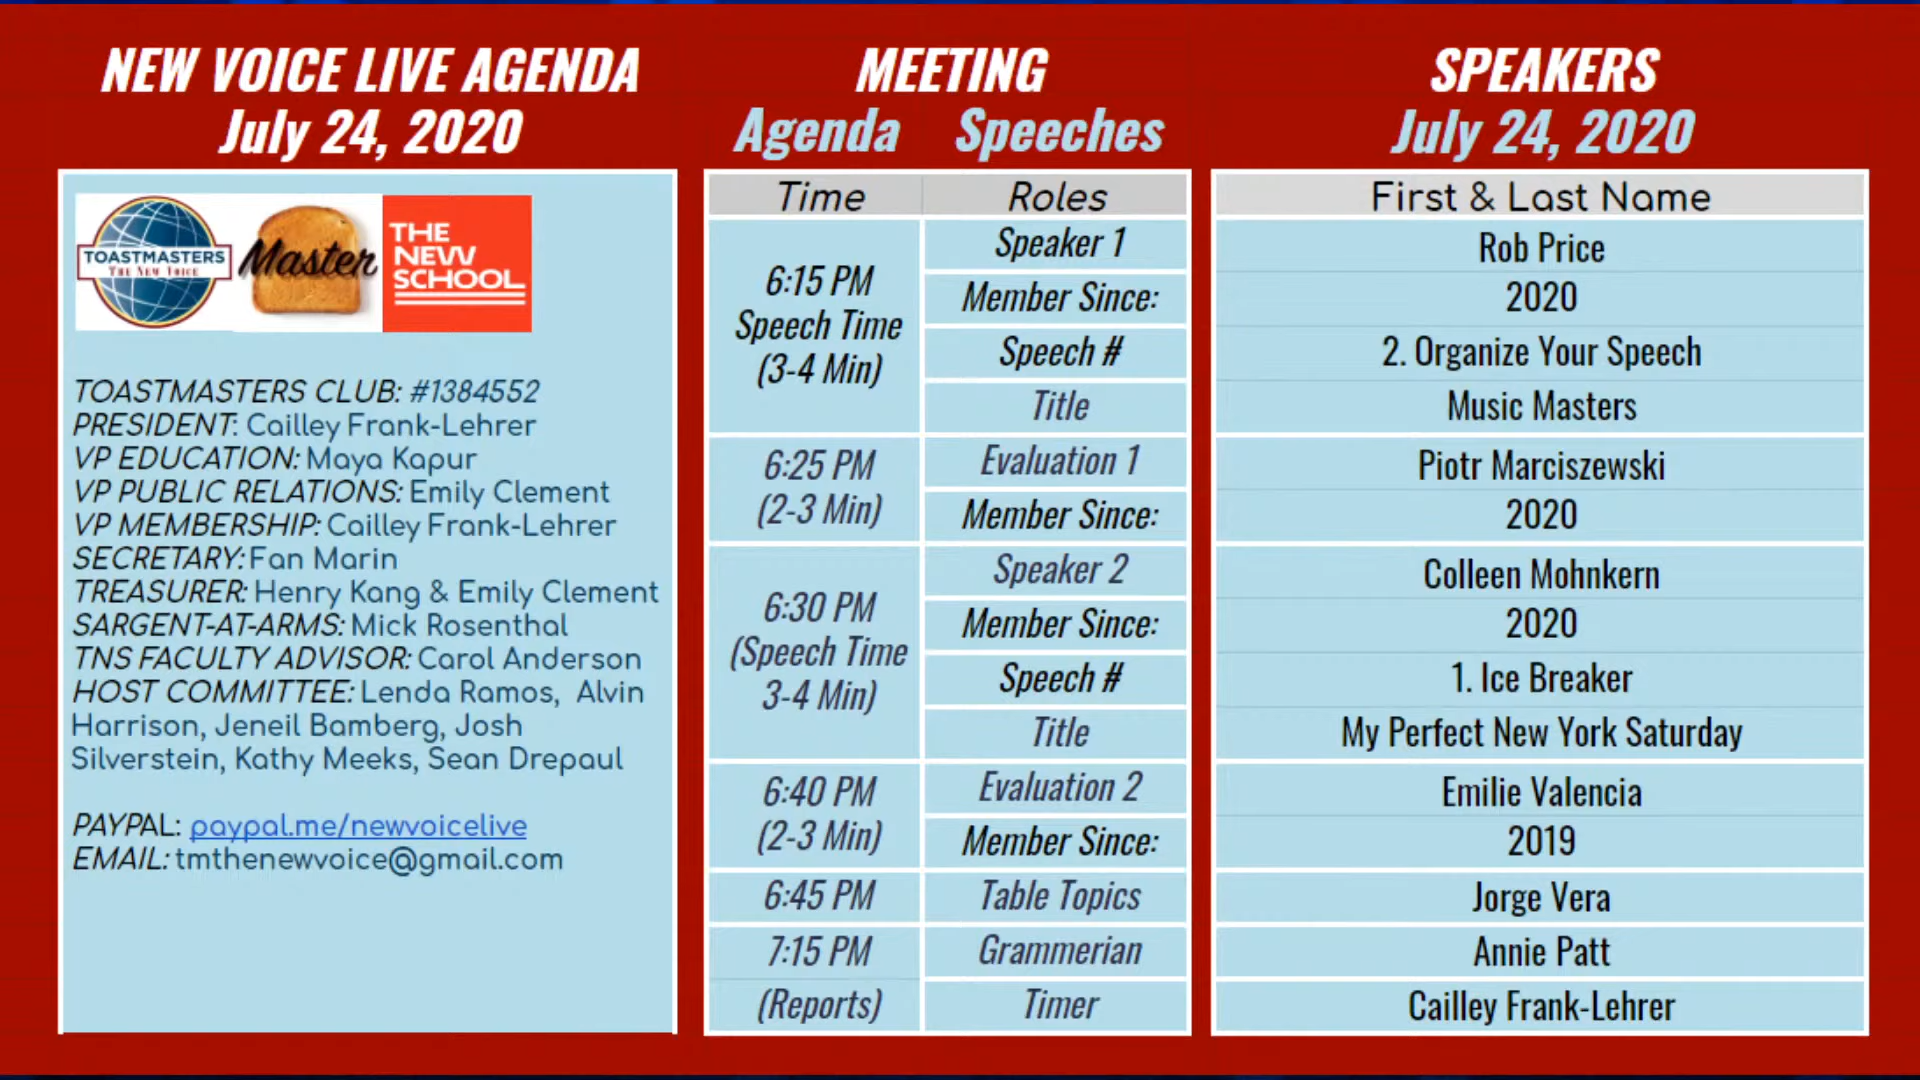 NEW VOICE LIVE AGENDA
July 24, 2020
TOASTMASTERS
THE NEW VOICE
Master
THE
NEW
SCHOOL
TOASTMASTERS CLUB: #1384552
PRESIDENT: Cailley Frank-Lehrer
VP EDUCATION: Maya Kapur
VP PUBLIC RELATIONS: Emily Clement
VP MEMBERSHIP: Cailley Frank-Lehrer
SECRETARY: Fan Marin
TREASURER: Henry Kang & Emily Clement
SARGENT-AT-ARMS: Mick Rosenthal
TNS FACULTY ADVISOR: Carol Anderson
HOST COMMITTEE: Lenda Ramos, Alvin
Harrison, Jeneil Bamberg, Josh
Silverstein, Kathy Meeks, Sean Drepaul
PAYPAL: paypal.me/newvoicelive
EMAIL: tmthenewvoice@gmail.com
MEETING
Agenda Speeches
Time Roles
6:15 PM
Speech Time
(3-4 Min)
Speaker 1
Member Since:
Speech #
Title
6:25 PM
(2-3 Min)
Evaluation 1
Member Since:
6:30 PM
(Speech Time
3-4 Min)
Speaker 2
Member Since:
Speech #
Title
6:40 PM
(2-3 Min)
Evaluation 2
Member Since:
6:45 PM
Table Topics
7:15 PM
(Reports)
Grammerian
Timer
SPEAKERS
July 24, 2020
First & Last Name
Rob Price
2020
2. Organize Your Speech
Music Masters
Piotr Marciszewski
2020
Colleen Mohnkern
2020
1. Ice Breaker
My Perfect New York Saturday
Emilie Valencia
2019
Jorge Vera
Annie Patt
Cailley Frank-Lehrer